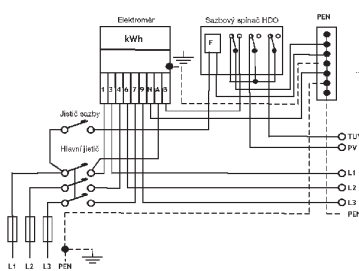 Elektroměr
Sazbový spínač HDO
PEN
kWh
F
1 3 4 6 7 9 N A B
Jistič sazby
Hlavní jistič
TUV
PV
L1
L2
L3
PEN
L1 L2 L3 PEN